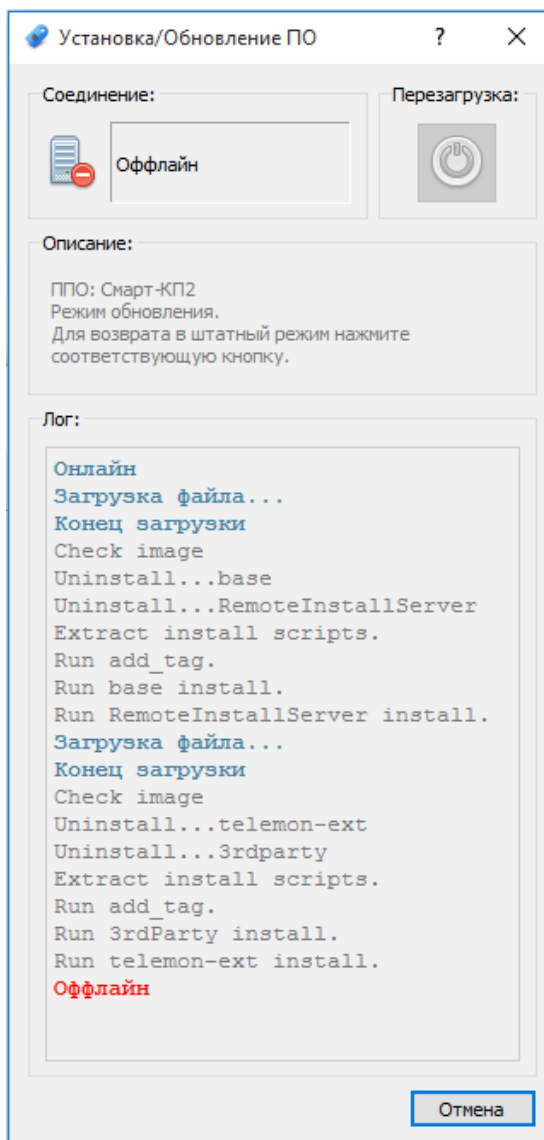 Установка/Обновление ПО
?
Соединение:
Перезагрузка:
Оффлайн
Описание:
ППО: Смарт-КП2
Режим обновления.
Для возврата в штатный режим нажмите
соответствующую кнопку.
Лог:
Онлайн
Загрузка файла...
Конец загрузки
Check image
Uninstall...base
Uninstall...RemoteInstallServer
Extract install scripts.
Run add_tag.
Run base install.
Run RemoteInstallServer install.
Загрузка файла...
Конец загрузки
Check image
Uninstall...telemon-ext
Uninstall...3rdparty
Extract install scripts.
Run add_tag.
Run 3rdParty install.
Run telemon-ext install.
Оффлайн
Отмена